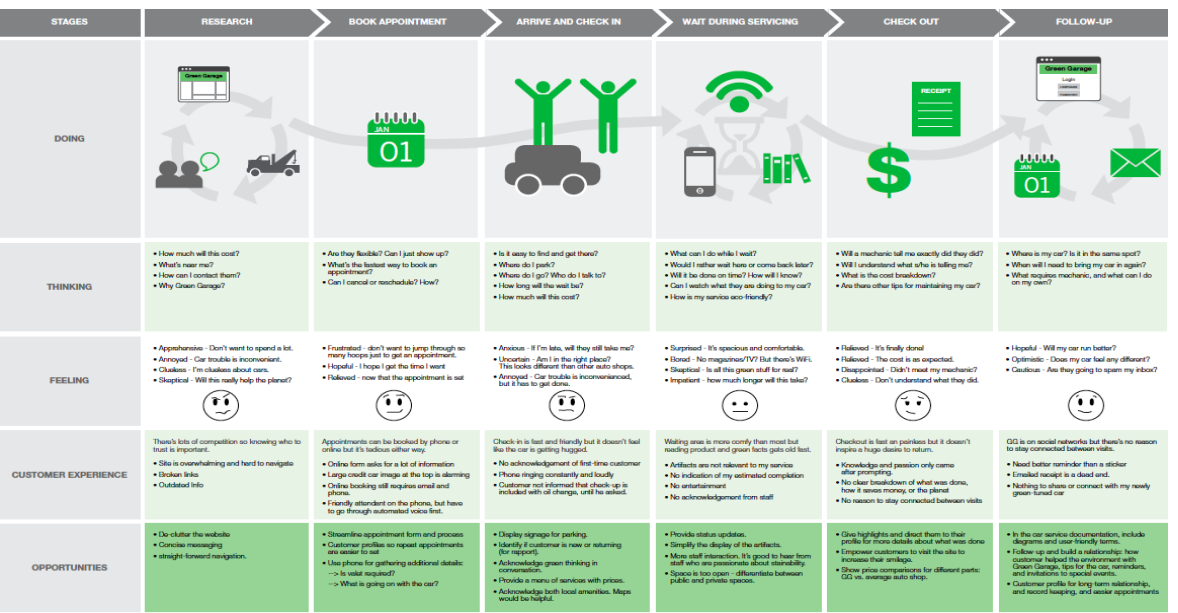 STAGES
RESEARCH
BOOK APPOINTMENT
ARRIVE AND CHECK IN
WAIT DURING SERVICING
CHECK OUT
FOLLOW-UP
DOING
Green Garage
JAN
01
RECEIPT
$
Green Garage
Login
JAN
01
THINKING
• How much will this cost?
• What's near me?
• How can I contact them?
• Why Green Garage?
• Are they flexible? Can I just show up?
• What's the fastest way to book an
appointment?
• Can I cancel or reschedule? How?
• Is it easy to find and get there?
• Where do I park?
• Where do I go? Who do I talk to?
• How long will the wait be?
• How much will this cost?
• What can I do while I wait?
• Would I rather wait here or come back later?
• Will it be done on time? How will I know?
• Can I watch what they are doing to my car?
• How is my service eco-friendly?
• Will a mechanic tell me exactly did they did?
• Will I understand what s/he is telling me?
• What is the cost breakdown?
• Are there other tips for maintaining my car?
• Where is my car? Is it in the same spot?
• When will I need to bring my car in again?
• What requires mechanic, and what can I do
on my own?
FEELING
• Apprehensive - Don't want to spend a lot.
• Annoyed - Car trouble is inconvenient.
• Clueless - I'm clueless about cars.
• Skeptical - Will this really help the planet?
• Frustrated - don't want to jump through so
many hoops just to get an appointment.
• Hopeful - I hope I get the time I want
• Relieved - now that the appointment is set
• Anxious - If I'm late, will they still take me?
• Uncertain - Am I in the right place?
This looks different than other auto shops.
• Annoyed - Car trouble is inconvenienced,
but it has to get done.
• Surprised - It's spacious and comfortable.
• Bored - No magazines/TV? But there's WiFi.
• Skeptical - Is all this green stuff for real?
• Impatient - how much longer will this take?
• Relieved - It's finally done!
• Relieved - The cost is as expected.
• Disappointed - Didn't meet my mechanic?
• Clueless - Don't understand what they did.
• Hopeful - Will my car run better?
• Optimistic - Does my car feel any different?
• Cautious - Are they going to spam my inbox?
CUSTOMER EXPERIENCE
There's lots of competition so knowing who to
trust is important.
• Site is overwhelming and hard to navigate
• Broken links
• Outdated Info
Appointments can be booked by phone or
online but it's tedious either way.
• Online form asks for a lot of information
• Large credit car image at the top is alarming
• Online booking still requires email and
phone.
• Friendly attendant on the phone, but have
to go through automated voice first.
Check-in is fast and friendly but it doesn't feel
like the car is getting hugged.
• No acknowledgement of first-time customer
• Phone ringing constantly and loudly
• Customer not informed that check-up is
included with oil change, until he asked.
Waiting area is more comfy than most but
reading product and green facts gets old fast.
• Artifacts are not relevant to my service
• No indication of my estimated completion
• No entertainment
• No acknowledgement from staff
Checkout is fast an painless but it doesn't
inspire a huge desire to return.
• Knowledge and passion only came
after prompting.
• No clear breakdown of what was done,
how it saves money, or the planet
• No reason to stay connected between visits
GG is on social networks but there's no reason
to stay connected between visits.
• Need better reminder than a sticker
• Emailed receipt is a dead end.
• Nothing to share or connect with my newly
green-tuned car
OPPORTUNITIES
• De-clutter the website
• Concise messaging
• straight-forward navigation.
• Streamline appointment form and process
• Customer profiles so repeat appointments
are easier to set
• Use phone for gathering additional details:
—> Is valet required?
—> What is going on with the car?
• Display signage for parking.
• Identify if customer is new or returning
(for rapport).
• Acknowledge green thinking in
conversation.
• Provide a menu of services with prices.
• Acknowledge both local amenities. Maps
would be helpful.
• Provide status updates.
• Simplify the display of the artifacts.
• More staff interaction. It's good to hear from
staff who are passionate about stainability.
• Space is too open - differentiate between
public and private spaces.
• Give highlights and direct them to their
profile for more details about what was done
• Empower customers to visit the site to
increase their smilage.
• Show price comparisons for different parts:
GG vs. average auto shop.
• In the car service documentation, include
diagrams and user-friendly terms.
• Follow-up and build a relationship: how
customer helped the environment with
Green Garage, tips for the car, reminders,
and invitations to special events.
• Customer profile for long-term relationship,
and record keeping, and easier appointments